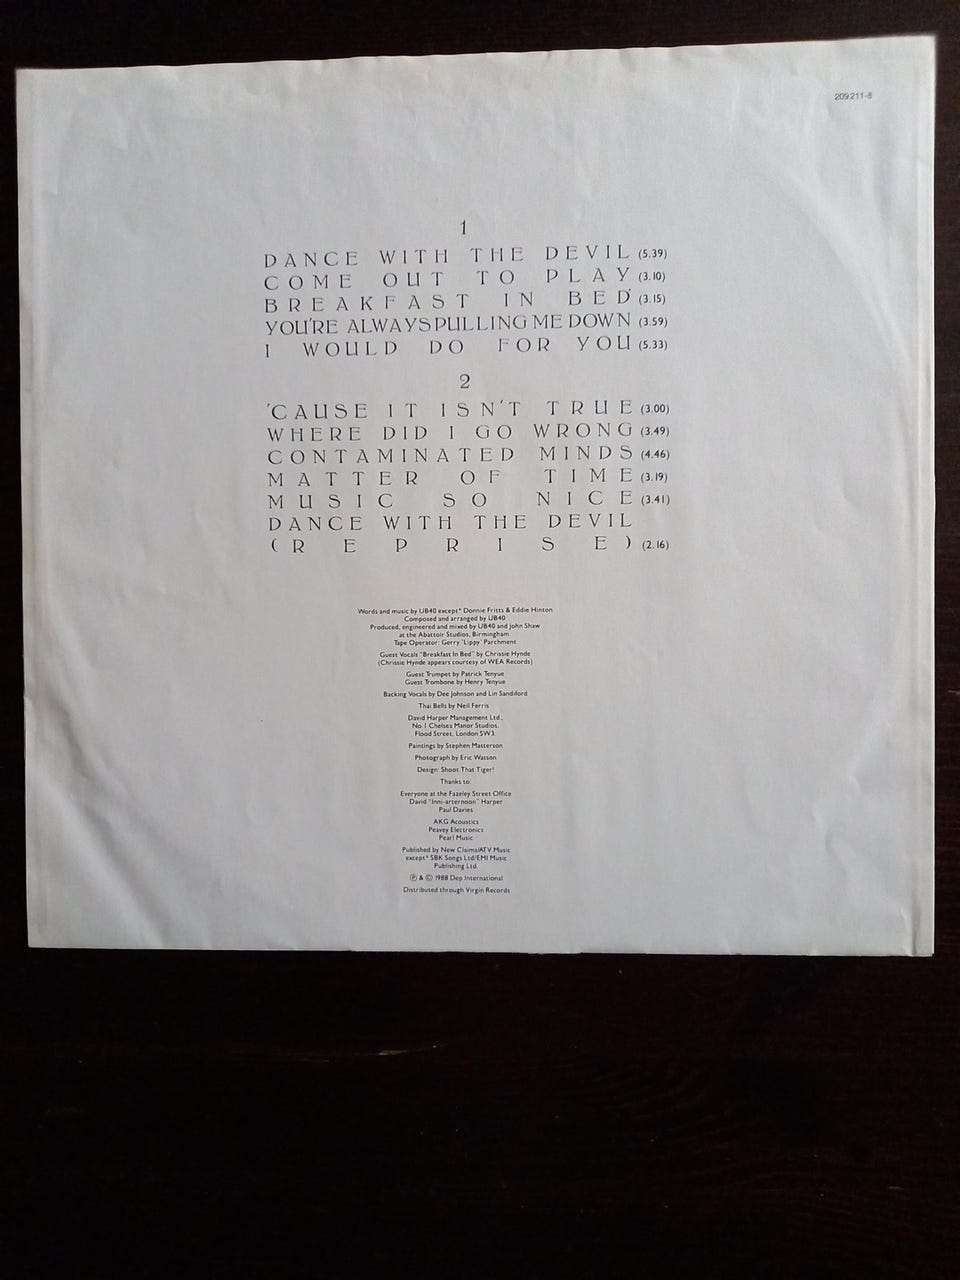 209 211-8
1
DANCE WITH THE DEVIL (5.39)
COME OUT TO PLAY (3.10)
BREAKFAST IN BED* (3.15)
YOU'RE ALWAYS PULLING ME DOWN (3.59)
I WOULD DO FOR YOU (5.33)
2
'CAUSE IT ISN'T TRUE (3.00)
WHERE DID I GO WRONG (3.49)
CONTAMINATED MINDS (4.46)
MATTER OF TIME (3.19)
MUSIC SO NICE (3.41)
DANCE WITH THE DEVIL
(REPRISE) (2.16)
Words and music by UB40 except* Donnie Fritts & Eddie Hinton
Composed and arranged by UB40
Produced, engineered and mixed by UB40 and John Shaw
at the Abattoir Studios, Birmingham
Tape Operator: Gerry 'Lippy' Parchment
Guest Vocals "Breakfast In Bed" by Chrissie Hynde
(Chrissie Hynde appears courtesy of WEA Records)
Guest Trumpet by Patrick Tenyue
Guest Trombone by Henry Tenyue
Backing Vocals by Dee Johnson and Lin Sandiford
Thai Bells by Neil Ferris
David Harper Management Ltd.,
No. 1 Chelsea Manor Studios,
Flood Street, London SW3.
Paintings by Stephen Masterson
Photograph by Eric Watson
Design: Shoot That Tiger!
Thanks to:
Everyone at the Fazeley Street Office
David "Inni-arternoon" Harper
Paul Davies
AKG Acoustics
Peavey Electronics
Pearl Music
Published by New Claims/ATV Music
except* SBK Songs Ltd/EMI Music
Publishing Ltd
℗ & © 1988 Dep International
Distributed through Virgin Records